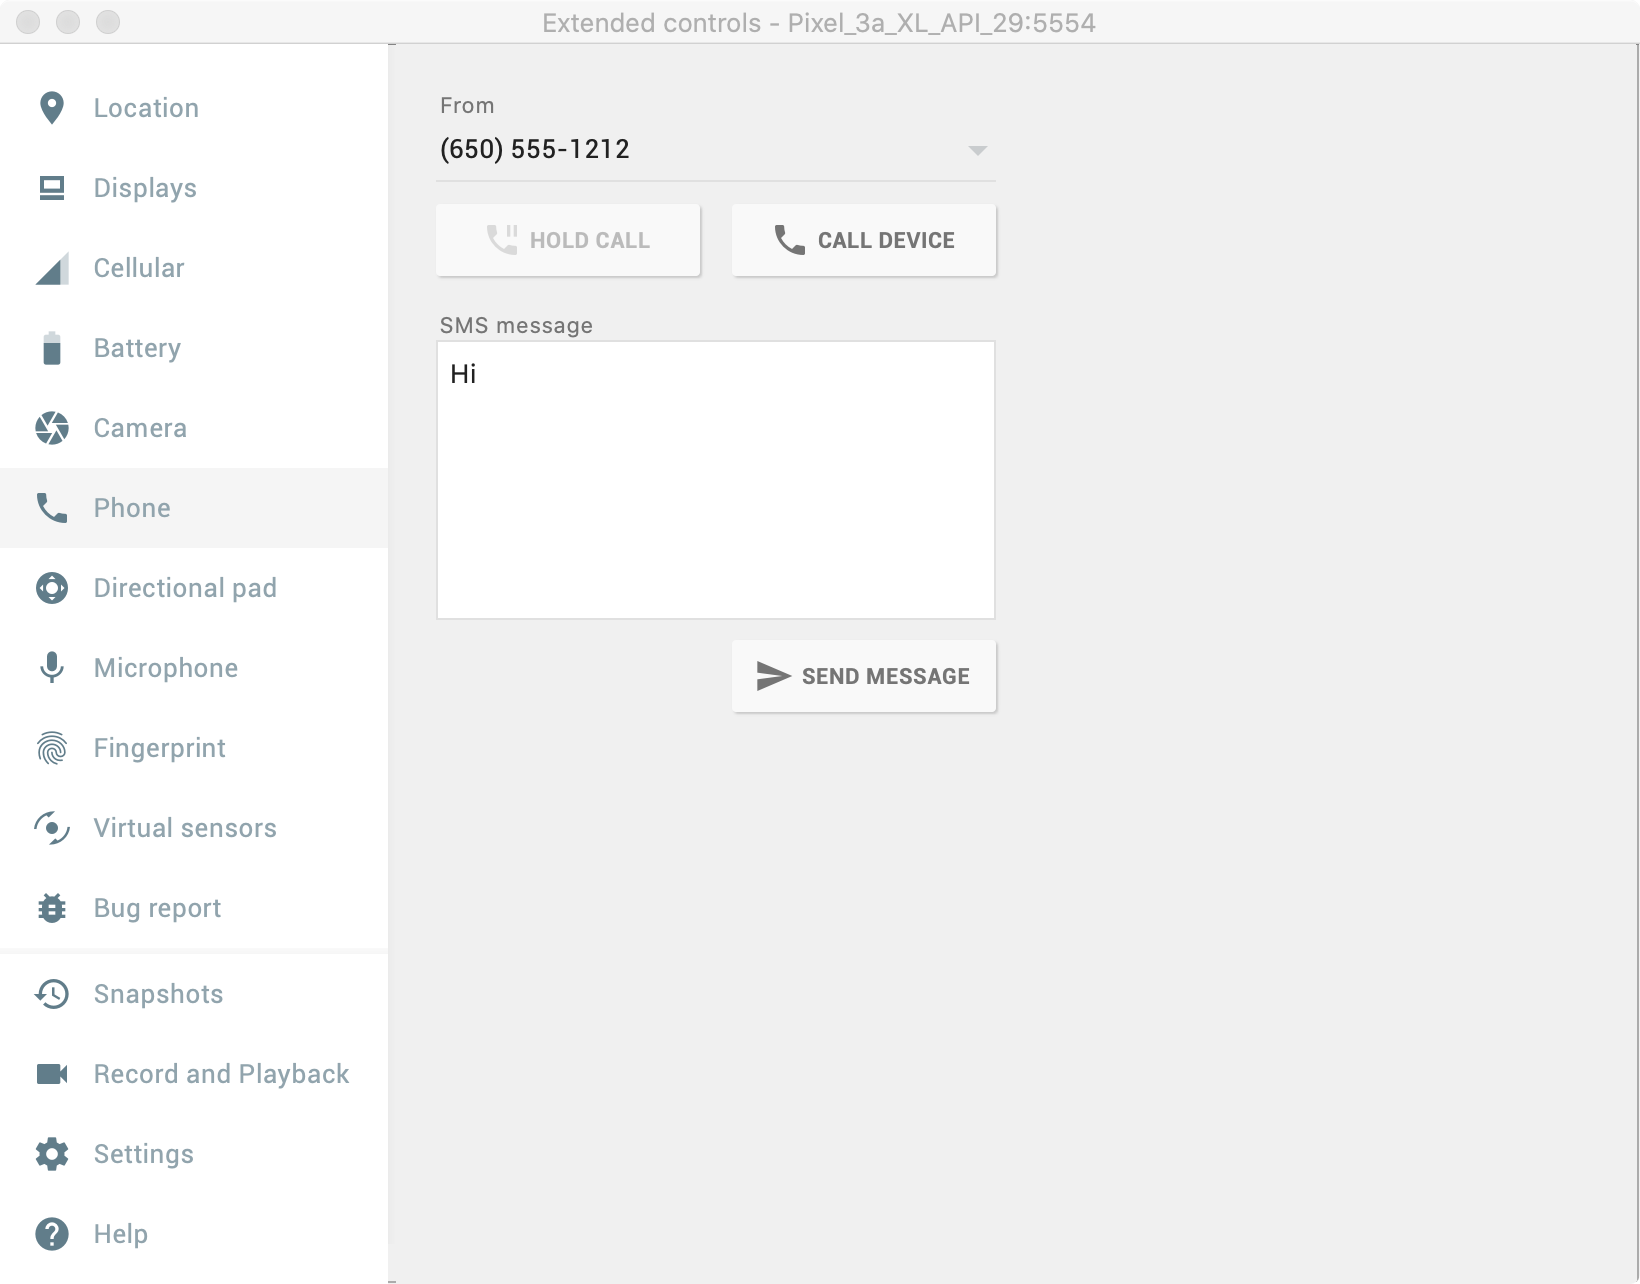 Extended controls - Pixel_3a_XL_API_29:5554
Location
Displays
Cellular
Battery
Camera
Phone
Directional pad
Microphone
Fingerprint
Virtual sensors
Bug report
Snapshots
Record and Playback
Settings
Help
From
(650) 555-1212
HOLD CALL
CALL DEVICE
SMS message
Hi
SEND MESSAGE